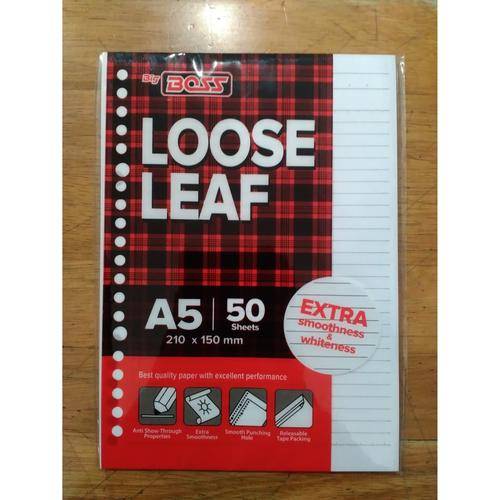 Big BOSS
LOOSE
LEAF
A5 | 50
Sheets
210 x 150 mm
EXTRA
smoothness
&
whiteness
Best quality paper with excellent performance
Anti Show-Through
Properties
Extra
Smoothness
Smooth Punching
Hole
Releasable
Tape Packing